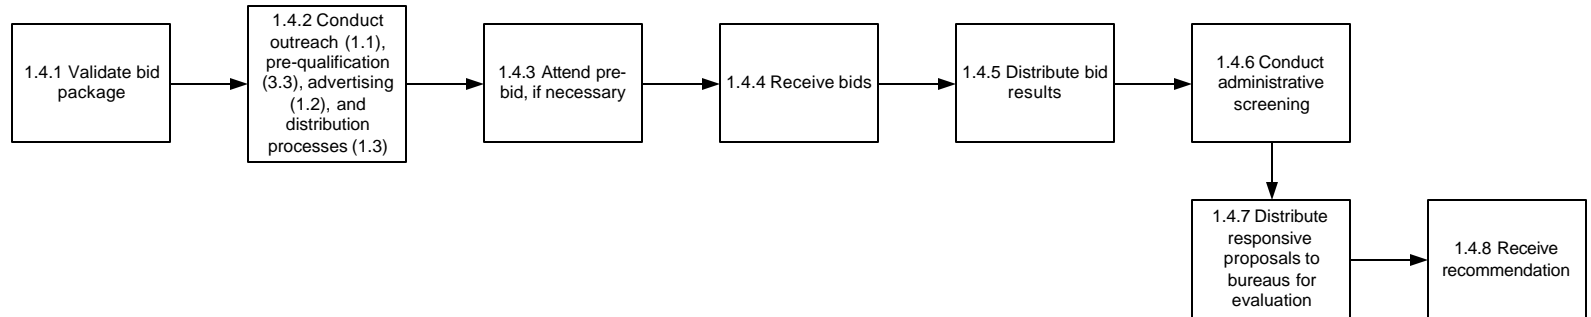 1.4.1 Validate bid
package
1.4.2 Conduct
outreach (1.1),
pre-qualification
(3.3), advertising
(1.2), and
distribution
processes (1.3)
1.4.3 Attend pre-
bid, if necessary
1.4.4 Receive bids
1.4.5 Distribute bid
results
1.4.6 Conduct
administrative
screening
1.4.7 Distribute
responsive
proposals to
bureaus for
evaluation
1.4.8 Receive
recommendation